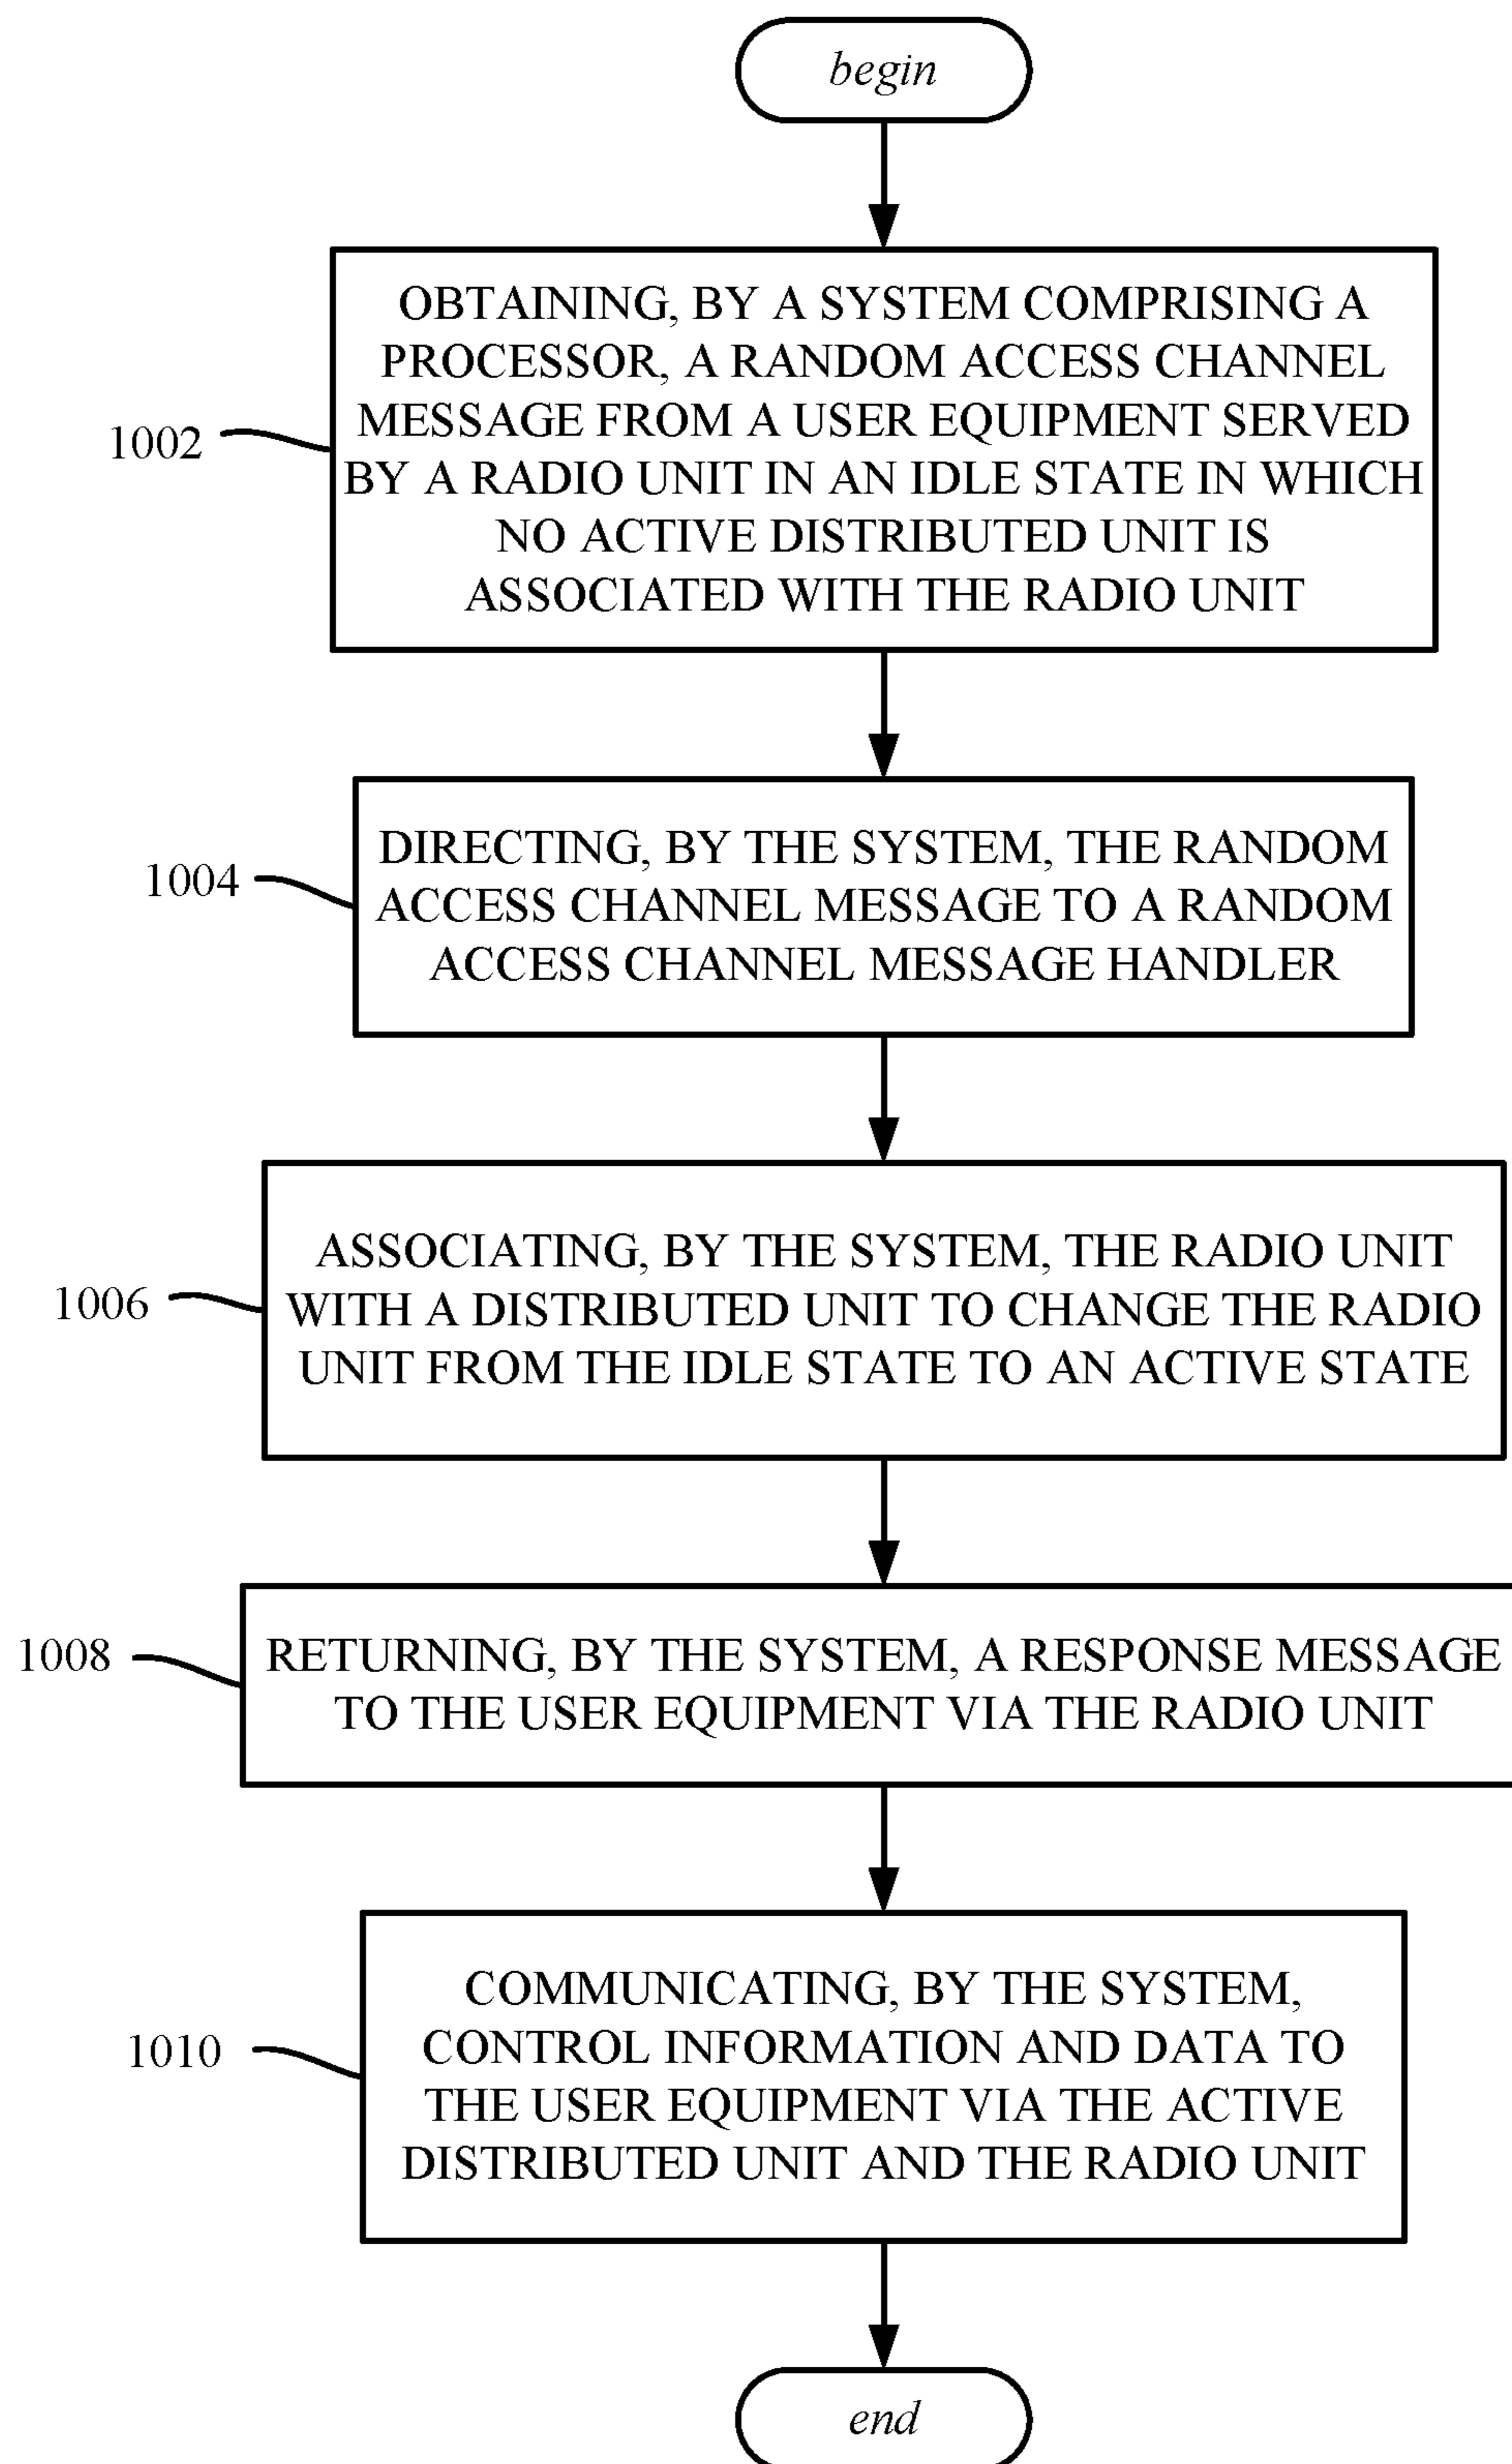 begin
1002
OBTAINING, BY A SYSTEM COMPRISING A
PROCESSOR, A RANDOM ACCESS CHANNEL
MESSAGE FROM A USER EQUIPMENT SERVED
BY A RADIO UNIT IN AN IDLE STATE IN WHICH
NO ACTIVE DISTRIBUTED UNIT IS
ASSOCIATED WITH THE RADIO UNIT
1004
DIRECTING, BY THE SYSTEM, THE RANDOM
ACCESS CHANNEL MESSAGE TO A RANDOM
ACCESS CHANNEL MESSAGE HANDLER
1006
ASSOCIATING, BY THE SYSTEM, THE RADIO UNIT
WITH A DISTRIBUTED UNIT TO CHANGE THE RADIO
UNIT FROM THE IDLE STATE TO AN ACTIVE STATE
1008
RETURNING, BY THE SYSTEM, A RESPONSE MESSAGE
TO THE USER EQUIPMENT VIA THE RADIO UNIT
1010
COMMUNICATING, BY THE SYSTEM,
CONTROL INFORMATION AND DATA TO
THE USER EQUIPMENT VIA THE ACTIVE
DISTRIBUTED UNIT AND THE RADIO UNIT
end